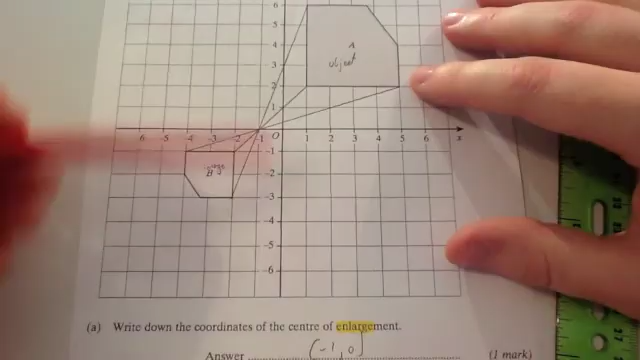 6
5
4
3
2
1
A
object
6 5 -4 -3 -2 -1 O 1 2 3 4 5 6 x
-1
-2
-3
-4
-5
-6
B
image
(a) Write down the coordinates of the centre of enlargement.
Answer (-1, 0)
(1 mark)